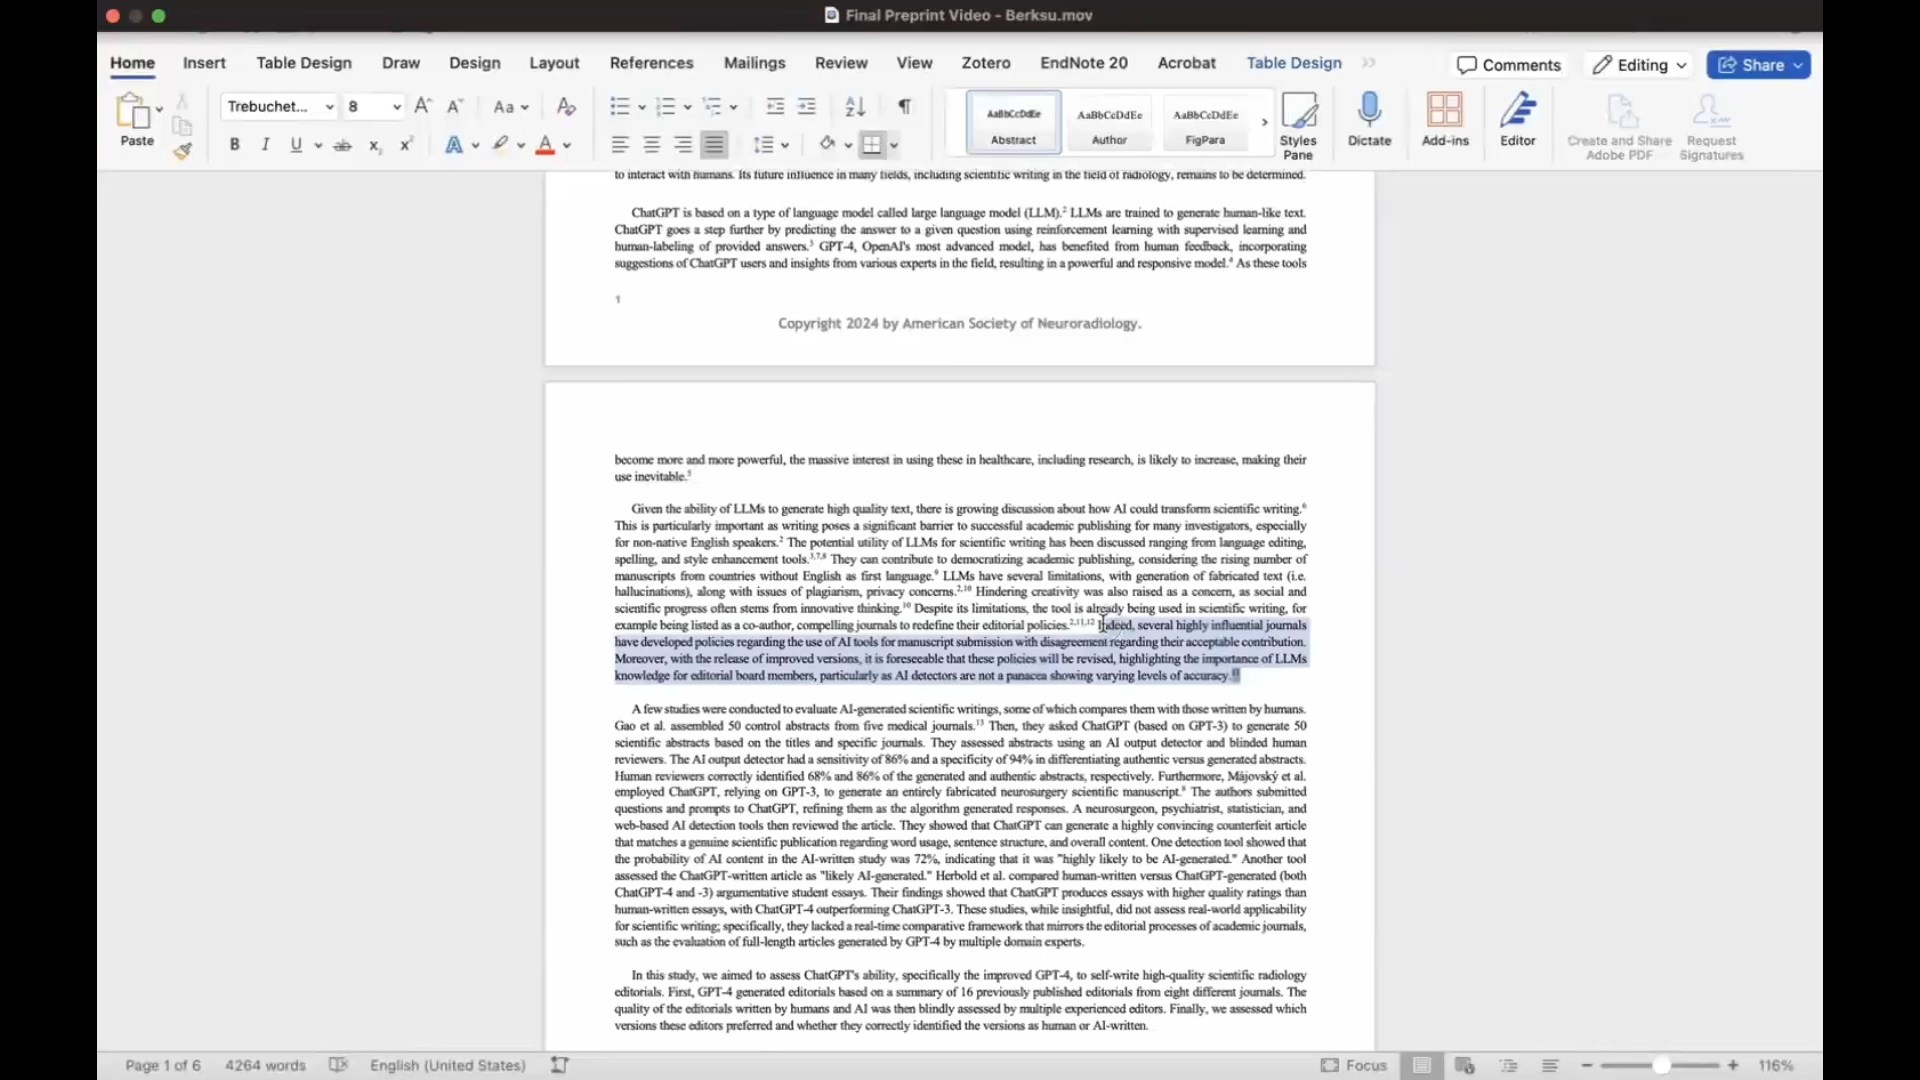 Final Preprint Video - Berksu.mov
Home Insert Table Design Draw Design Layout References Mailings Review View Zotero EndNote 20 Acrobat Table Design Comments Editing Share
Paste
Trebuchet... 8
Aa
B I U ab x x A A
AaBbCcDdEe AaBbCcDdEe AaBbCcDdEe
Abstract Author FigPara
Styles Pane
Dictate
Add-ins
Editor
Create and Share Adobe PDF
Request Signatures
to interact with humans. Its future influence in many fields, including scientific writing in the field of radiology, remains to be determined.
ChatGPT is based on a type of language model called large language model (LLM).2 LLMs are trained to generate human-like text.
ChatGPT goes a step further by predicting the answer to a given question using reinforcement learning with supervised learning and
human-labeling of provided answers.3 GPT-4, OpenAI's most advanced model, has benefited from human feedback, incorporating
suggestions of ChatGPT users and insights from various experts in the field, resulting in a powerful and responsive model.4 As these tools
1
Copyright 2024 by American Society of Neuroradiology.
become more and more powerful, the massive interest in using these in healthcare, including research, is likely to increase, making their
use inevitable.5
Given the ability of LLMs to generate high quality text, there is growing discussion about how AI could transform scientific writing.6
This is particularly important as writing poses a significant barrier to successful academic publishing for many investigators, especially
for non-native English speakers.2 The potential utility of LLMs for scientific writing has been discussed ranging from language editing,
spelling, and style enhancement tools.3,7,8 They can contribute to democratizing academic publishing, considering the rising number of
manuscripts from countries without English as first language.9 LLMs have several limitations, with generation of fabricated text (i.e.
hallucinations), along with issues of plagiarism, privacy concerns.2,10 Hindering creativity was also raised as a concern, as social and
scientific progress often stems from innovative thinking.10 Despite its limitations, the tool is already being used in scientific writing, for
example being listed as a co-author, compelling journals to redefine their editorial policies.2,11,12 Indeed, several highly influential journals
have developed policies regarding the use of AI tools for manuscript submission with disagreement regarding their acceptable contribution.
Moreover, with the release of improved versions, it is foreseeable that these policies will be revised, highlighting the importance of LLMs
knowledge for editorial board members, particularly as AI detectors are not a panacea showing varying levels of accuracy.
A few studies were conducted to evaluate AI-generated scientific writings, some of which compares them with those written by humans.
Gao et al. assembled 50 control abstracts from five medical journals.13 Then, they asked ChatGPT (based on GPT-3) to generate 50
scientific abstracts based on the titles and specific journals. They assessed abstracts using an AI output detector and blinded human
reviewers. The AI output detector had a sensitivity of 86% and a specificity of 94% in differentiating authentic versus generated abstracts.
Human reviewers correctly identified 68% and 86% of the generated and authentic abstracts, respectively. Furthermore, Májovský et al.
employed ChatGPT, relying on GPT-3, to generate an entirely fabricated neurosurgery scientific manuscript.8 The authors submitted
questions and prompts to ChatGPT, refining them as the algorithm generated responses. A neurosurgeon, psychiatrist, statistician, and
web-based AI detection tools then reviewed the article. They showed that ChatGPT can generate a highly convincing counterfeit article
that matches a genuine scientific publication regarding word usage, sentence structure, and overall content. One detection tool showed that
the probability of AI content in the AI-written study was 72%, indicating that it was "highly likely to be AI-generated." Another tool
assessed the ChatGPT-written article as "likely AI-generated." Herbold et al. compared human-written versus ChatGPT-generated (both
ChatGPT-4 and -3) argumentative student essays. Their findings showed that ChatGPT produces essays with higher quality ratings than
human-written essays, with ChatGPT-4 outperforming ChatGPT-3. These studies, while insightful, did not assess real-world applicability
for scientific writing; specifically, they lacked a real-time comparative framework that mirrors the editorial processes of academic journals,
such as the evaluation of full-length articles generated by GPT-4 by multiple domain experts.
In this study, we aimed to assess ChatGPT's ability, specifically the improved GPT-4, to self-write high-quality scientific radiology
editorials. First, GPT-4 generated editorials based on a summary of 16 previously published editorials from eight different journals. The
quality of the editorials written by humans and AI was then blindly assessed by multiple experienced editors. Finally, we assessed which
versions these editors preferred and whether they correctly identified the versions as human or AI-written.
Page 1 of 6 4264 words English (United States) Focus 116%